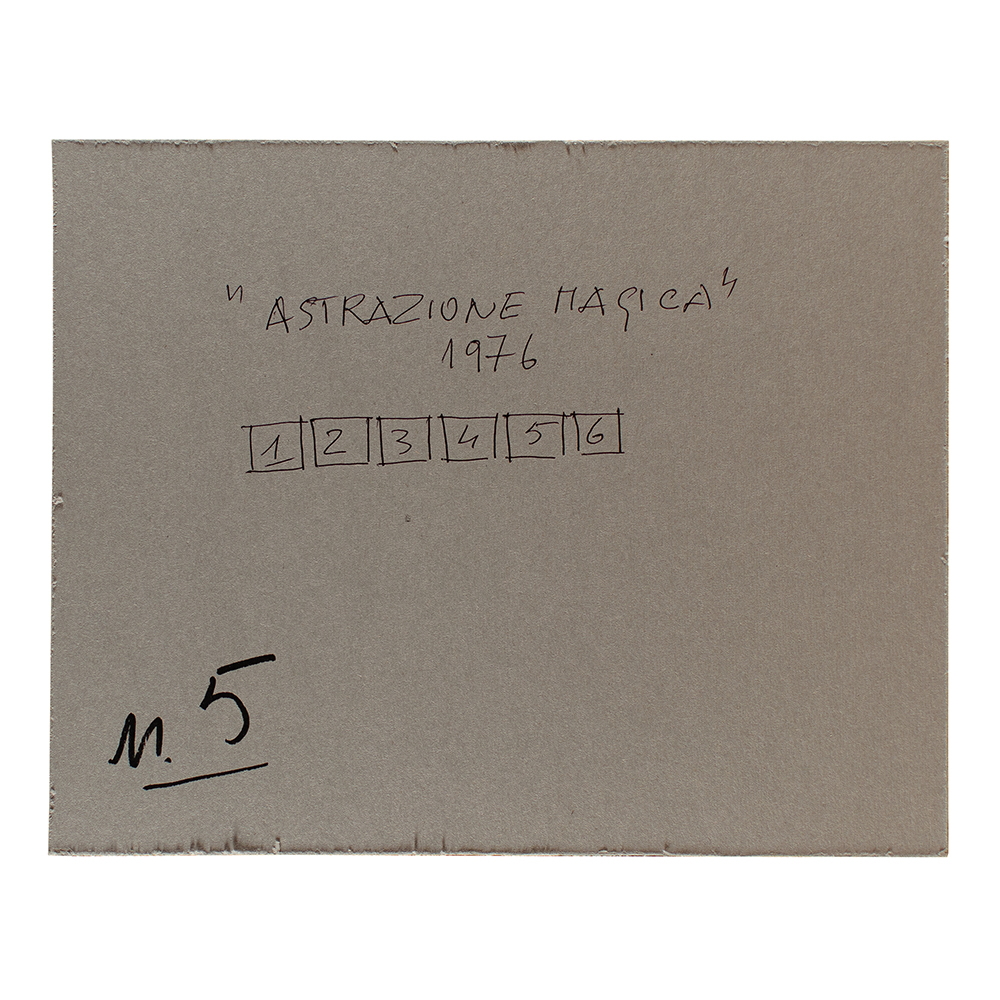 "ASTRAZIONE MAGICA"
1976
1 2 3 4 5 6
n. 5